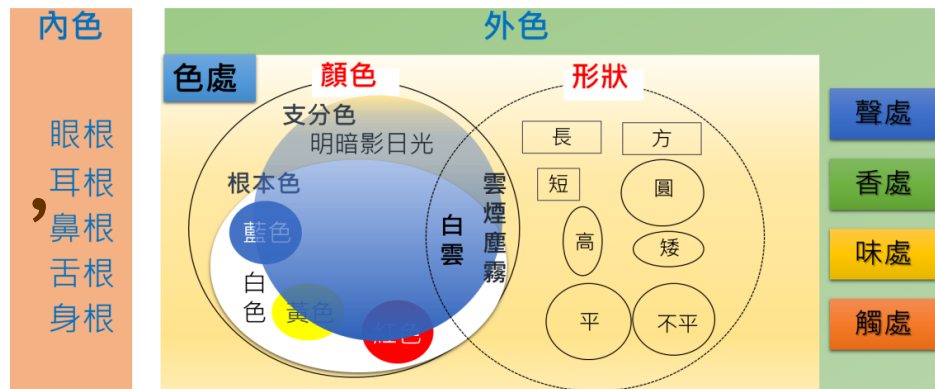 內色
眼根
耳根
,
鼻根
舌根
身根
外色
色處
顏色
支分色
明暗影日光
根本色
藍色
白色
黃色
紅色
白雲
雲煙塵霧
形狀
長
方
短
圓
高
矮
平
不平
聲處
香處
味處
觸處